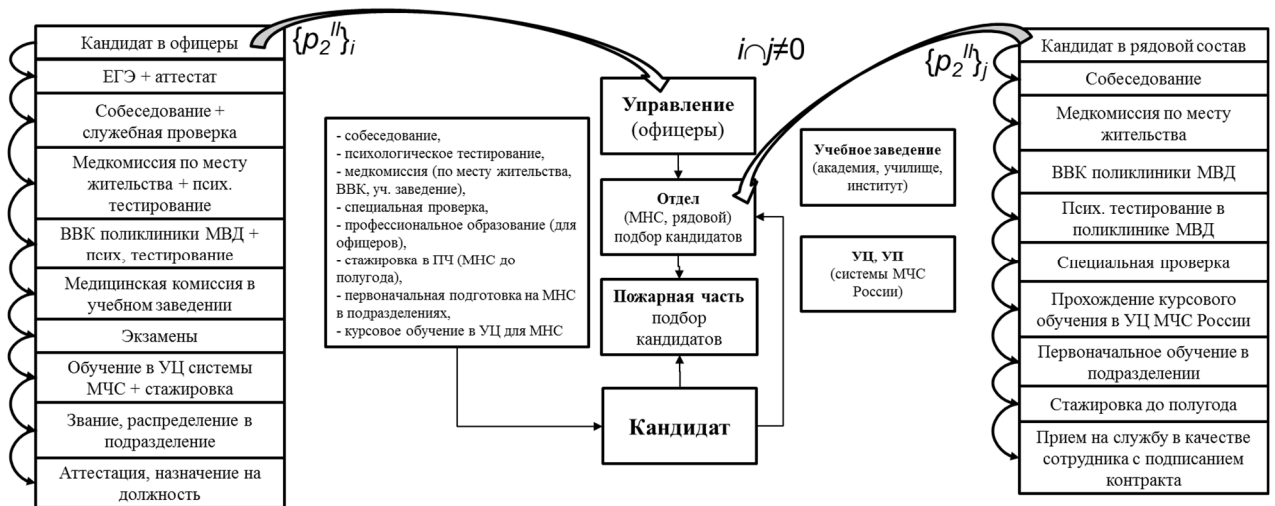 Кандидат в офицеры
ЕГЭ + аттестат
Собеседование +
служебная проверка
Медкомиссия по месту
жительства + псих.
тестирование
ВВК поликлиники МВД +
псих, тестирование
Медицинская комиссия в
учебном заведении
Экзамены
Обучение в УЦ системы
МЧС + стажировка
Звание, распределение в
подразделение
Аттестация, назначение на
должность
{p₂ᴵᴵ}i
- собеседование,
- психологическое тестирование,
- медкомиссия (по месту жительства,
ВВК, уч. заведение),
- специальная проверка,
- профессиональное образование (для
офицеров),
- стажировка в ПЧ (МНС до
полугода),
- первоначальная подготовка на МНС
в подразделениях,
- курсовое обучение в УЦ для МНС
Управление
(офицеры)
Отдел
(МНС, рядовой)
подбор кандидатов
Пожарная часть
подбор
кандидатов
Кандидат
i∩j≠0
{p₂ᴵᴵ}j
Учебное заведение
(академия, училище,
институт)
УЦ, УП
(системы МЧС
России)
Кандидат в рядовой состав
Собеседование
Медкомиссия по месту
жительства
ВВК поликлиники МВД
Псих. тестирование в
поликлинике МВД
Специальная проверка
Прохождение курсового
обучения в УЦ МЧС России
Первоначальное обучение в
подразделении
Стажировка до полугода
Прием на службу в качестве
сотрудника с подписанием
контракта